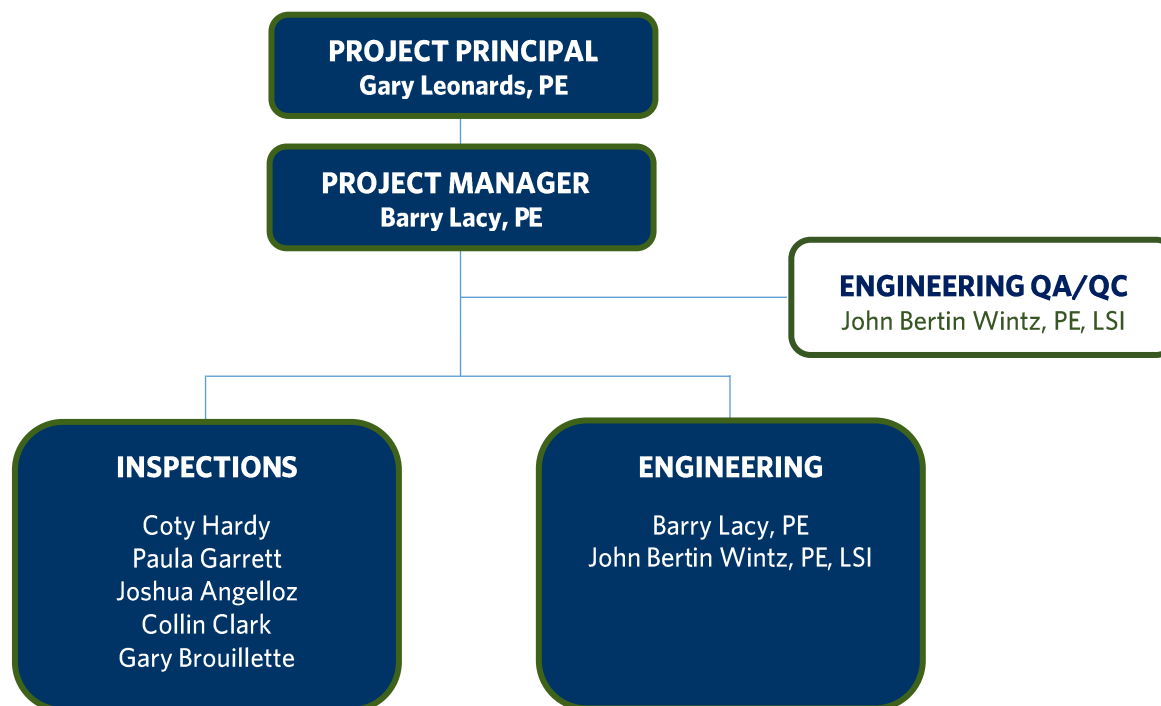 PROJECT PRINCIPAL
Gary Leonards, PE
PROJECT MANAGER
Barry Lacy, PE
ENGINEERING QA/QC
John Bertin Wintz, PE, LSI
INSPECTIONS
Coty Hardy
Paula Garrett
Joshua Angelloz
Collin Clark
Gary Brouillette
ENGINEERING
Barry Lacy, PE
John Bertin Wintz, PE, LSI